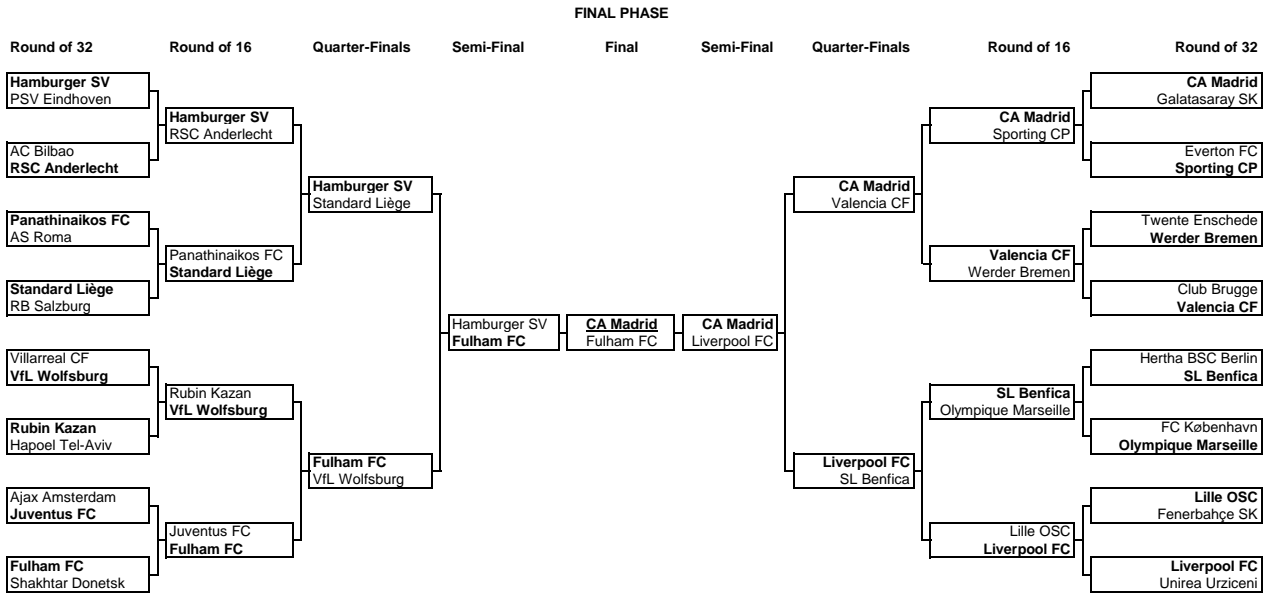 FINAL PHASE
Round of 32
Round of 16
Quarter-Finals
Semi-Final
Final
Semi-Final
Quarter-Finals
Round of 16
Round of 32
Hamburger SV
PSV Eindhoven
AC Bilbao
RSC Anderlecht
Panathinaikos FC
AS Roma
Standard Liège
RB Salzburg
Villarreal CF
VfL Wolfsburg
Rubin Kazan
Hapoel Tel-Aviv
Ajax Amsterdam
Juventus FC
Fulham FC
Shakhtar Donetsk
Hamburger SV
RSC Anderlecht
Panathinaikos FC
Standard Liège
Rubin Kazan
VfL Wolfsburg
Juventus FC
Fulham FC
Hamburger SV
Standard Liège
Fulham FC
VfL Wolfsburg
Hamburger SV
Fulham FC
CA Madrid
Fulham FC
CA Madrid
Liverpool FC
CA Madrid
Valencia CF
Liverpool FC
SL Benfica
CA Madrid
Sporting CP
Valencia CF
Werder Bremen
SL Benfica
Olympique Marseille
Lille OSC
Liverpool FC
CA Madrid
Galatasaray SK
Everton FC
Sporting CP
Twente Enschede
Werder Bremen
Club Brugge
Valencia CF
Hertha BSC Berlin
SL Benfica
FC København
Olympique Marseille
Lille OSC
Fenerbahçe SK
Liverpool FC
Unirea Urziceni